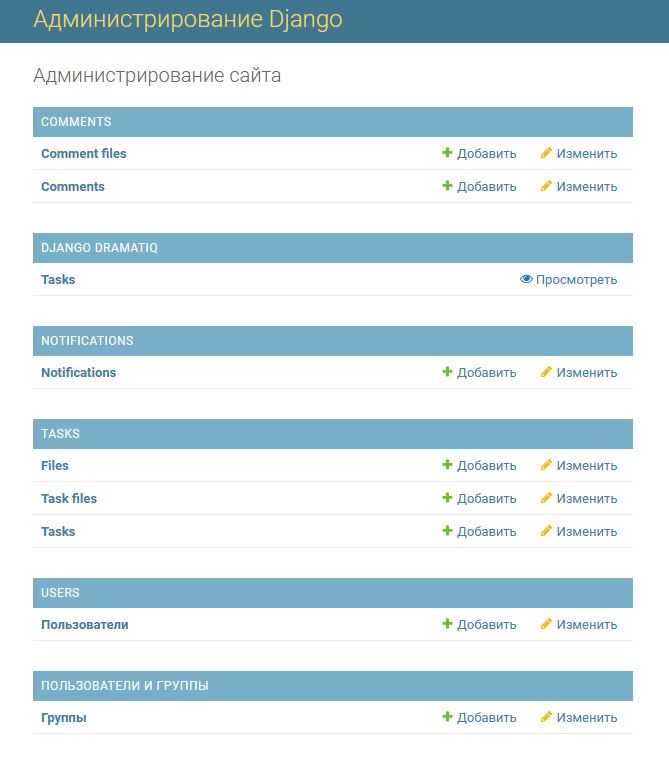 Администрирование Django
Администрирование сайта
COMMENTS
Comment files Добавить Изменить
Comments Добавить Изменить
DJANGO DRAMATIQ
Tasks Просмотреть
NOTIFICATIONS
Notifications Добавить Изменить
TASKS
Files Добавить Изменить
Task files Добавить Изменить
Tasks Добавить Изменить
USERS
Пользователи Добавить Изменить
ПОЛЬЗОВАТЕЛИ И ГРУППЫ
Группы Добавить Изменить